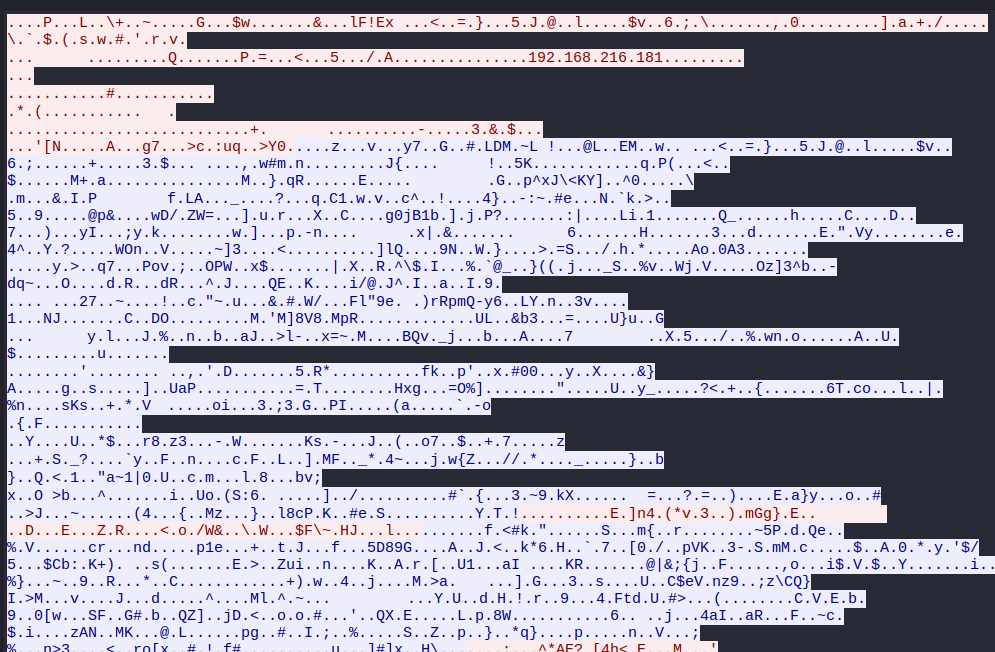 ....P...L..\+..~.....G...$w.......&...lF!Ex ...<..=.}...5.J.@..l.....$v..6.;.\.......,.0.........].a.+./.....
\.`.$.(.s.w.#.'.r.v.
... .........Q.......P.=...<...5.../.A...............192.168.216.181.........
...
...........#...........
.*.(........... .
...........................+. ..........-.....3.&.$...
...'[N.....A...g7...>c.:uq..>Y0.....z...v...y7..G..#.LDM.~L !...@L..EM..w.. ...<..=.}...5.J.@..l.....$v..
6.;......+.....3.$... ....,.w#m.n.........J{.... !..5K............q.P(...<..
$......M+.a...............M..}.qR......E..... .G..p^xJ\<KY]..^0.....\
.m...&.I.P f.LA..._....?...q.C1.w.v..c^..!....4}..-:~.#e...N.`k.>..
5..9.....@p&....wD/.ZW=...].u.r...X..C....g0jB1b.].j.P?.......:|....Li.1.......Q_......h.....C....D..
7...)...yI...;y.k........w.]...p.-n.... .x|.&....... 6.......H.......3...d.......E.".Vy........e.
4^..Y.?.....WOn..V.....~]3....<..........]lQ....9N..W.}....>.=S.../.h.*......Ao.0A3.......
.....y.>..q7...Pov.;..OPW..x$.......|.X..R.^\$.I...%.`@_..}((.j..._S..%v..Wj.V.....Oz]3^b..-
dq~...O....d.R...dR...^.J....QE..K....i/@.J^.I..a..I.9.
.... ...27..~....!..c."~.u...&.#.W/...Fl"9e. .)rRpmQ-y6..LY.n..3v....
1...NJ.......C..DO.........M.'M]8V8.MpR.............UL..&b3...=....U}u..G
... y.l...J.%..n..b..aJ..>l-..x=~.M....BQv._j...b...A....7 ..X.5.../..%.wn.o......A..U.
$.........u.......
........'........ ..,.'.D.......5.R*..........fk..p'..x.#00...y..X....&}
A.....g..s.....]..UaP...........=.T........Hxg...=O%]........".....U..y_.....?<.+..{.......6T.co...l..|.
%n....sKs..+.*.V .....oi...3.;3.G..PI.....(a.....`.-o
.{.F...........
..Y....U..*$...r8.z3...-.W.......Ks.-...J..(..o7..$..+.7.....z
...+.S._?....`y..F..n....c.F..L..].MF.._*.4~...j.w{Z...//.*...._.....}..b
}..Q.<.1.."a~1|0.U..c.m...l.8...bv;
x..O >b...^.......i..Uo.(S:6. .....]../..........#`.{...3.~9.kX...... =...?.=..)....E.a}y...o..#
..>J...~.....(4...{..Mz...}..l8cP.K..#e.S..........Y.T.!..........E.]n4.(*v.3..).mGg}.E..
..D...E...Z.R....<.o./W&..\.W...$F\~.HJ...l...........f.<#k."......S...m{..r........~5P.d.Qe..
%.V......cr...nd.....p1e...+..t.J...f...5D89G....A..J.<..k*6.H..`.7..[0./..pVK..3-.S.mM.c.....$..A.0.*.y.'$/
5...$Cb:.K+). ..s(.......E.>..Zui..n....K..A.r.[..U1...aI ...KR.......@|&;{j..F......,o...i$.V.$..Y.......i..
%}...~..9..R...*..C............+).w..4..j....M.>a. ...].G...3..s....U..C$eV.nz9..;z\CQ}
I.>M...v....J...d.....^....Ml.^.~... ...Y.U..d.H.!.r..9...4.Ftd.U.#>...(........C.V.E.b.
9..0[w....SF..G#.b..QZ]..jD.<..o.o.#...'..QX.E.....L.p.8W...........6.. ..j...4aI..aR...F..~c.
$.i....zAN..MK...@.L......pg..#..I.;..%.....S..Z..p..}..*q}....p.....n..V...;